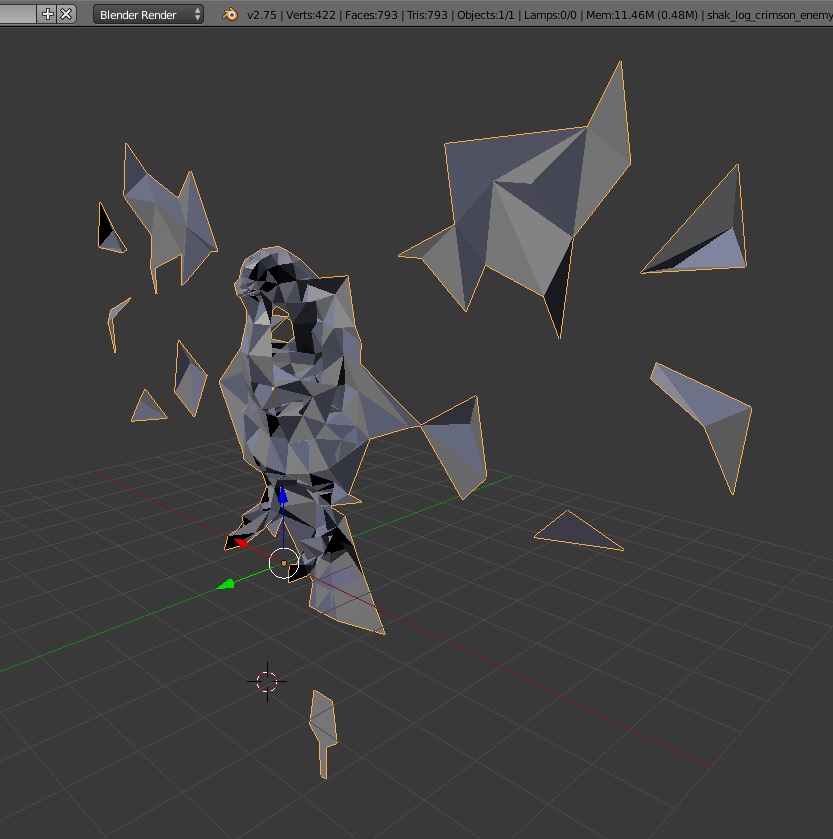 Blender Render
v2.75 | Verts:422 | Faces:793 | Tris:793 | Objects:1/1 | Lamps:0/0 | Mem:11.46M (0.48M) | shak_log_crimson_enemy